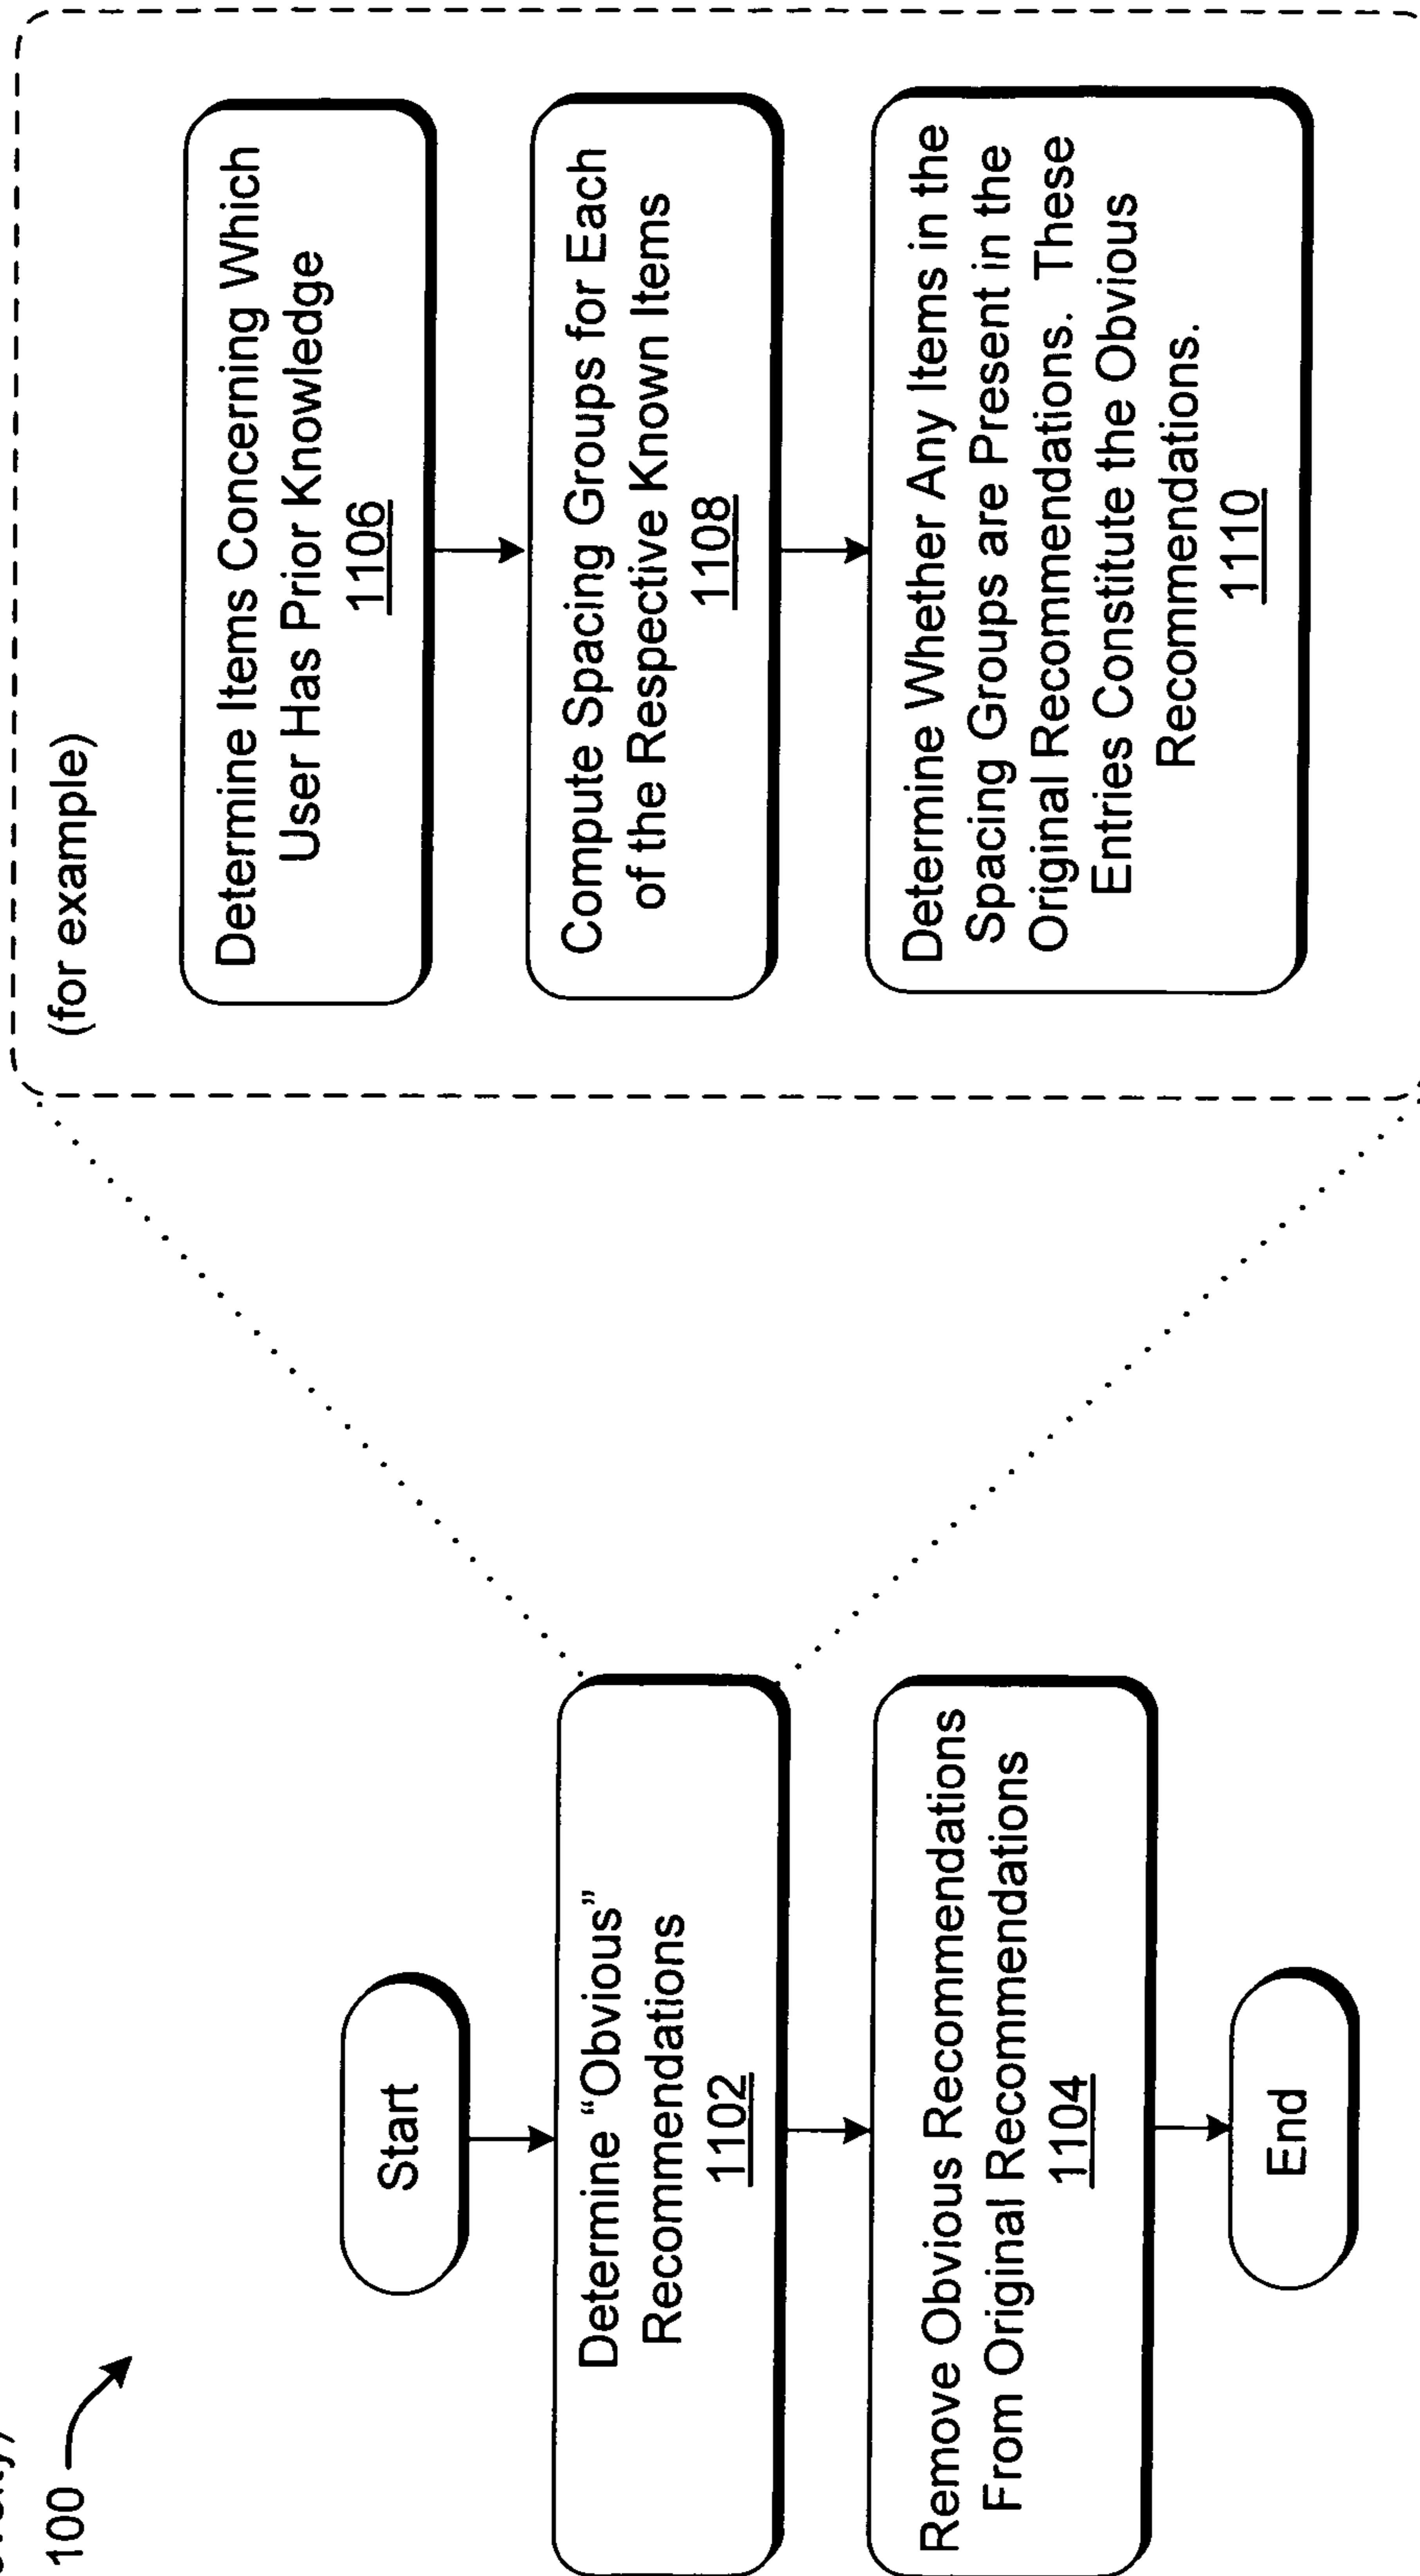 100
Start
Determine “Obvious”
Recommendations
1102
Remove Obvious Recommendations
From Original Recommendations
1104
End
(for example)
Determine Items Concerning Which
User Has Prior Knowledge
1106
Compute Spacing Groups for Each
of the Respective Known Items
1108
Determine Whether Any Items in the
Spacing Groups are Present in the
Original Recommendations. These
Entries Constitute the Obvious
Recommendations.
1110